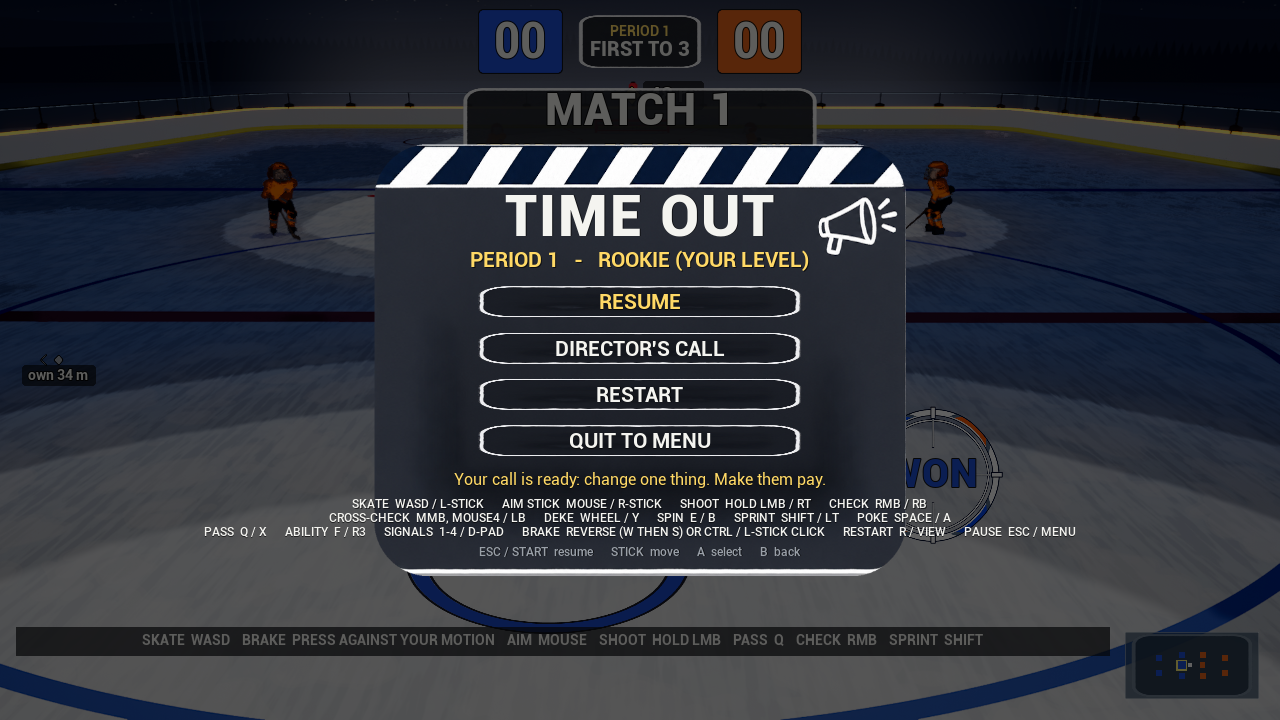 00
PERIOD 1
FIRST TO 3
00
MATCH 1
TIME OUT
PERIOD 1 - ROOKIE (YOUR LEVEL)
RESUME
DIRECTOR'S CALL
own 34 m
RESTART
QUIT TO MENU
WON
Your call is ready: change one thing. Make them pay.
SKATE WASD / L-STICK AIM STICK MOUSE / R-STICK SHOOT HOLD LMB / RT CHECK RMB / RB
CROSS-CHECK MMB, MOUSE4 / LB DEKE WHEEL / Y SPIN E / B SPRINT SHIFT / LT POKE SPACE / A
PASS Q / X ABILITY F / R3 SIGNALS 1-4 / D-PAD BRAKE REVERSE (W THEN S) OR CTRL / L-STICK CLICK RESTART R / VIEW PAUSE ESC / MENU
ESC / START resume STICK move A select B back
SKATE WASD BRAKE PRESS AGAINST YOUR MOTION AIM MOUSE SHOOT HOLD LMB PASS Q CHECK RMB SPRINT SHIFT